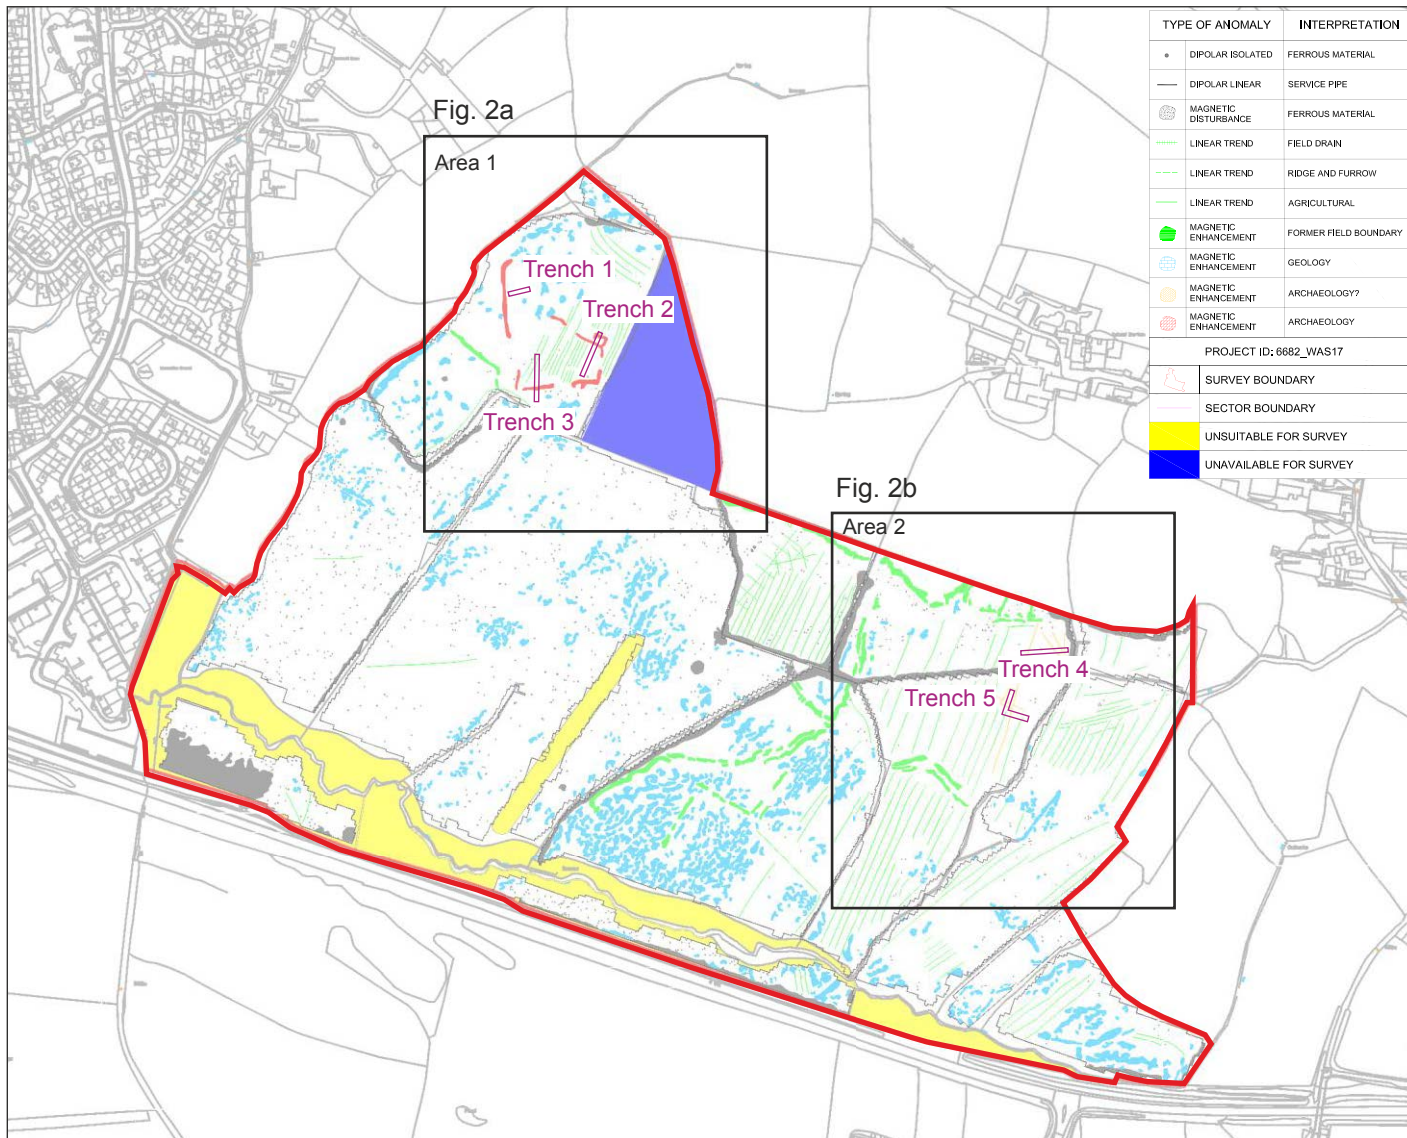 TYPE OF ANOMALY INTERPRETATION
DIPOLAR ISOLATED FERROUS MATERIAL
DIPOLAR LINEAR SERVICE PIPE
MAGNETIC DISTURBANCE FERROUS MATERIAL
LINEAR TREND FIELD DRAIN
LINEAR TREND RIDGE AND FURROW
LINEAR TREND AGRICULTURAL
MAGNETIC ENHANCEMENT FORMER FIELD BOUNDARY
MAGNETIC ENHANCEMENT GEOLOGY
MAGNETIC ENHANCEMENT ARCHAEOLOGY?
MAGNETIC ENHANCEMENT ARCHAEOLOGY
PROJECT ID: 6682_WAS17
SURVEY BOUNDARY
SECTOR BOUNDARY
UNSUITABLE FOR SURVEY
UNAVAILABLE FOR SURVEY
Fig. 2a
Area 1
Trench 1
Trench 2
Trench 3
Fig. 2b
Area 2
Trench 4
Trench 5